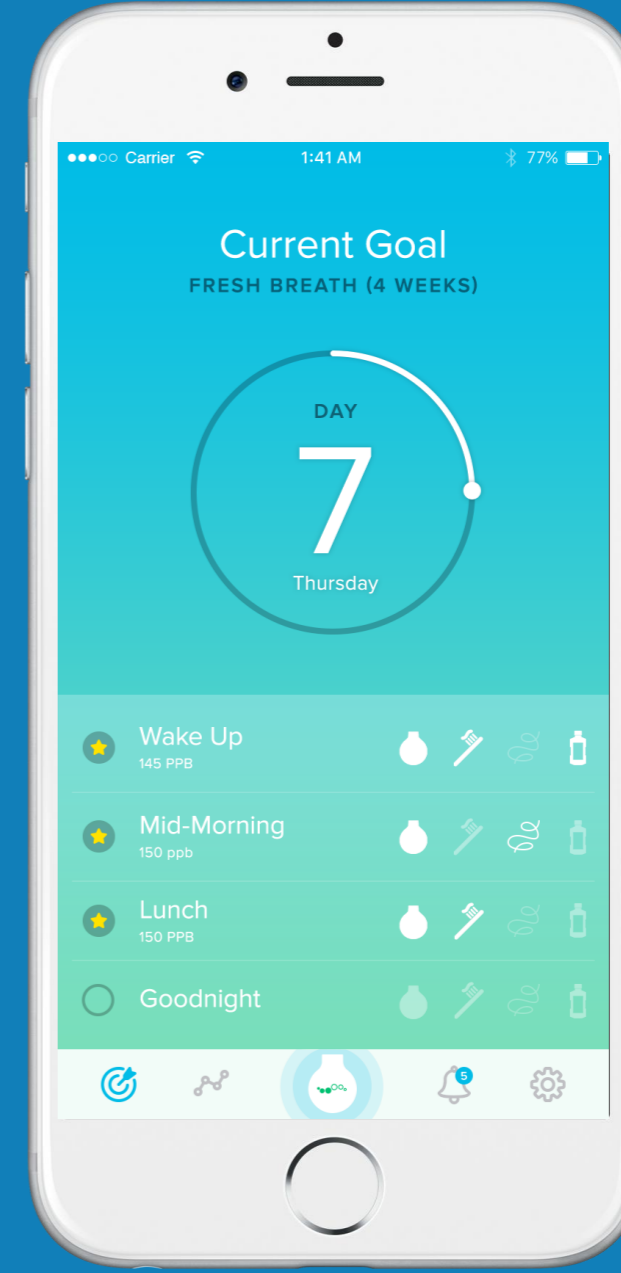 Carrier 1:41 AM 77%
Current Goal
FRESH BREATH (4 WEEKS)
DAY
7
Thursday
Wake Up
145 PPB
Mid-Morning
150 ppb
Lunch
150 PPB
Goodnight
5